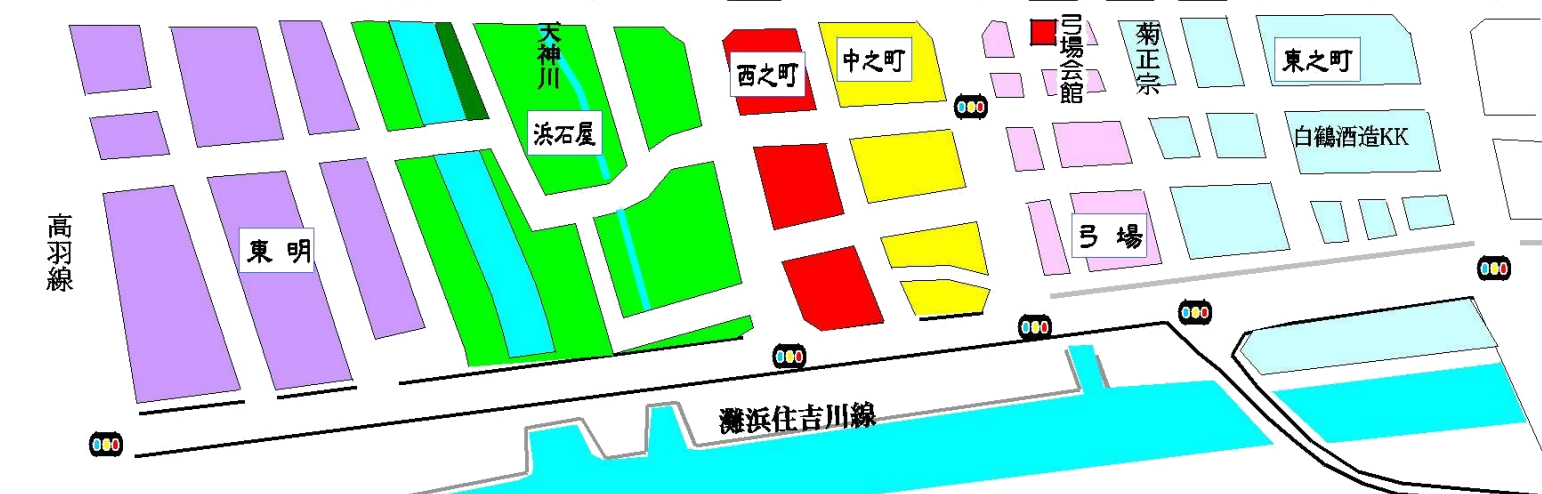 天神川
弓場会館
菊正宗
西之町
中之町
東之町
浜石屋
白鶴酒造KK
高羽線
東明
弓場
灘浜住吉川線